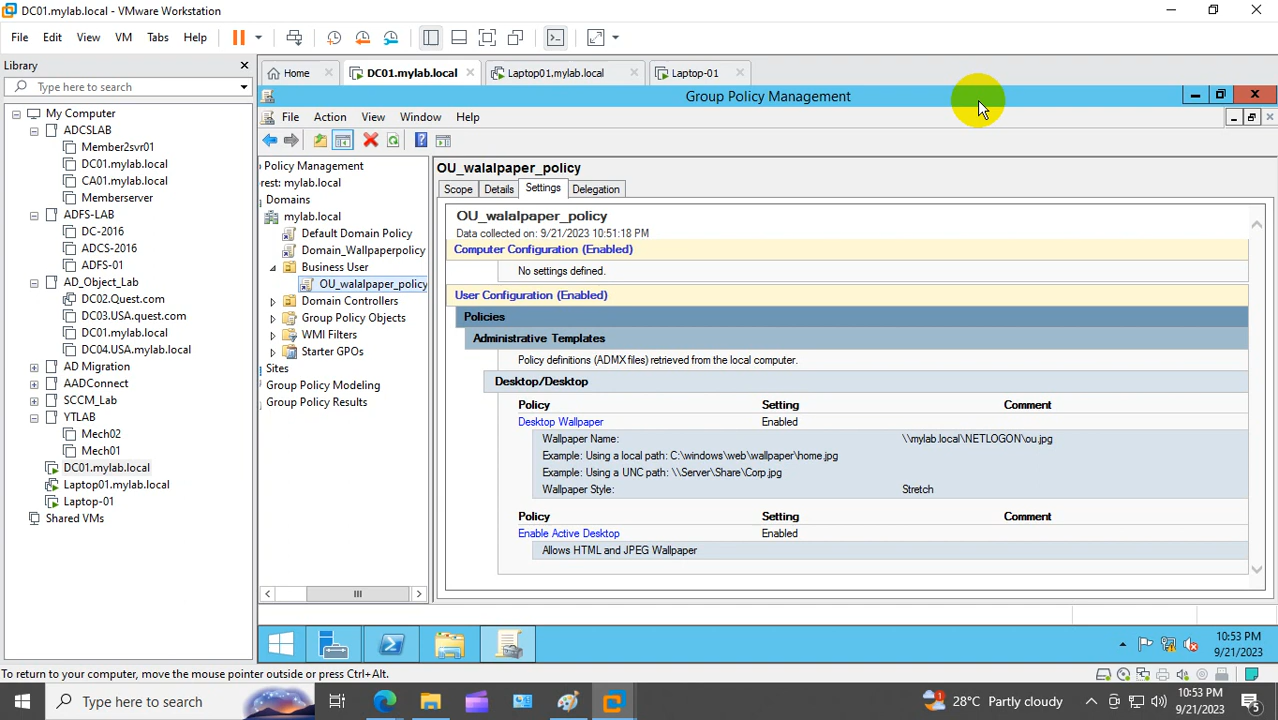 DC01.mylab.local - VMware Workstation
File Edit View VM Tabs Help
Library
Type here to search
Home DC01.mylab.local Laptop01.mylab.local Laptop-01
My Computer
ADCSLAB
Member2svr01
DC01.mylab.local
CA01.mylab.local
Memberserver
ADFS-LAB
DC-2016
ADCS-2016
ADFS-01
AD_Object_Lab
DC02.Quest.com
DC03.USA.quest.com
DC01.mylab.local
DC04.USA.mylab.local
AD Migration
AADConnect
SCCM_Lab
YTLAB
Mech02
Mech01
DC01.mylab.local
Laptop01.mylab.local
Laptop-01
Shared VMs
Group Policy Management
File Action View Window Help
Policy Management
rest: mylab.local
Domains
mylab.local
Default Domain Policy
Domain_Wallpaperpolicy
Business User
OU_walalpaper_policy
Domain Controllers
Group Policy Objects
WMI Filters
Starter GPOs
Sites
Group Policy Modeling
Group Policy Results
OU_walalpaper_policy
Scope Details Settings Delegation
OU_walalpaper_policy
Data collected on: 9/21/2023 10:51:18 PM
Computer Configuration (Enabled)
No settings defined.
User Configuration (Enabled)
Policies
Administrative Templates
Policy definitions (ADMX files) retrieved from the local computer.
Desktop/Desktop
Policy Setting Comment
Desktop Wallpaper Enabled
Wallpaper Name: \\mylab.local\NETLOGON\ou.jpg
Example: Using a local path: C:\windows\web\wallpaper\home.jpg
Example: Using a UNC path: \\Server\Share\Corp.jpg
Wallpaper Style: Stretch
Policy Setting Comment
Enable Active Desktop Enabled
Allows HTML and JPEG Wallpaper
10:53 PM
9/21/2023
To return to your computer, move the mouse pointer outside or press Ctrl+Alt.
Type here to search
28°C Partly cloudy
10:53 PM
9/21/2023
1
5